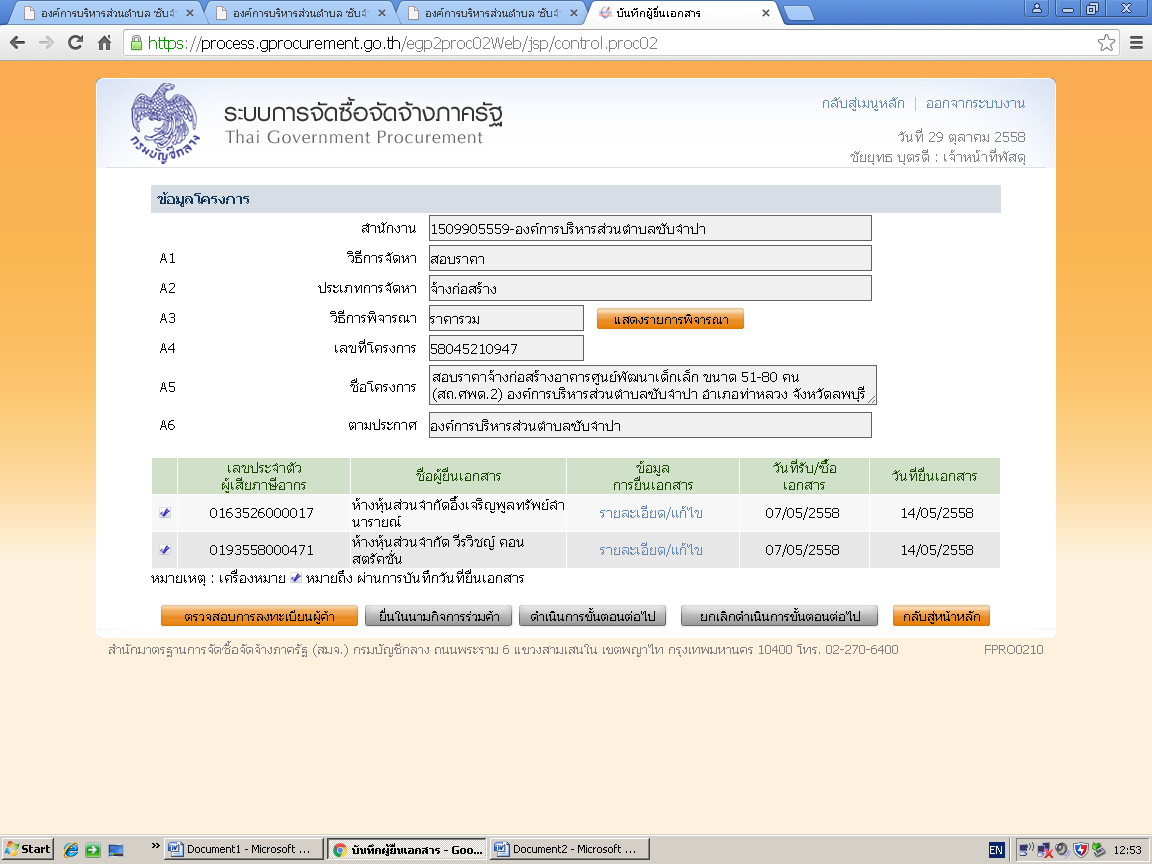 องค์การบริหารส่วนตำบล ซับจำ องค์การบริหารส่วนตำบล ซับจำ องค์การบริหารส่วนตำบล ซับจำ บันทึกผู้ยื่นเอกสาร
https://process.gprocurement.go.th/egp2proc02Web/jsp/control.proc02
ระบบการจัดซื้อจัดจ้างภาครัฐ
Thai Government Procurement
กรมบัญชีกลาง
กลับสู่เมนูหลัก | ออกจากระบบงาน
วันที่ 29 ตุลาคม 2558
ชัยยุทธ บุตรดี : เจ้าหน้าที่พัสดุ
ข้อมูลโครงการ
สำนักงาน 1509905559-องค์การบริหารส่วนตำบลซับจำปา
A1 วิธีการจัดหา สอบราคา
A2 ประเภทการจัดหา จ้างก่อสร้าง
A3 วิธีการพิจารณา ราคารวม แสดงรายการพิจารณา
A4 เลขที่โครงการ 58045210947
A5 ชื่อโครงการ สอบราคาจ้างก่อสร้างอาคารศูนย์พัฒนาเด็กเล็ก ขนาด 51-80 คน
(สถ.ศพด.2) องค์การบริหารส่วนตำบลซับจำปา อำเภอท่าหลวง จังหวัดลพบุรี
A6 ตามประกาศ องค์การบริหารส่วนตำบลซับจำปา
เลขประจำตัว
ผู้เสียภาษีอากร
ชื่อผู้ยื่นเอกสาร
ข้อมูล
การยื่นเอกสาร
วันที่รับ/ซื้อ
เอกสาร
วันที่ยื่นเอกสาร
0163526000017
ห้างหุ้นส่วนจำกัดอึ้งเจริญพูลทรัพย์ลำ
นารายณ์
รายละเอียด/แก้ไข 07/05/2558 14/05/2558
0193558000471
ห้างหุ้นส่วนจำกัด วีรวิชญ์ คอน
สตรัคชั่น
รายละเอียด/แก้ไข 07/05/2558 14/05/2558
หมายเหตุ : เครื่องหมาย หมายถึง ผ่านการบันทึกวันที่ยื่นเอกสาร
ตรวจสอบการลงทะเบียนผู้ค้า ยื่นในนามกิจการร่วมค้า ดำเนินการขั้นตอนต่อไป ยกเลิกดำเนินการขั้นตอนต่อไป กลับสู่หน้าหลัก
สำนักมาตรฐานการจัดซื้อจัดจ้างภาครัฐ (สมจ.) กรมบัญชีกลาง ถนนพระราม 6 แขวงสามเสนใน เขตพญาไท กรุงเทพมหานคร 10400 โทร. 02-270-6400 FPRO0210
Start » Document1 - Microsoft ... บันทึกผู้ยื่นเอกสาร - Goo... Document2 - Microsoft ... EN 12:53